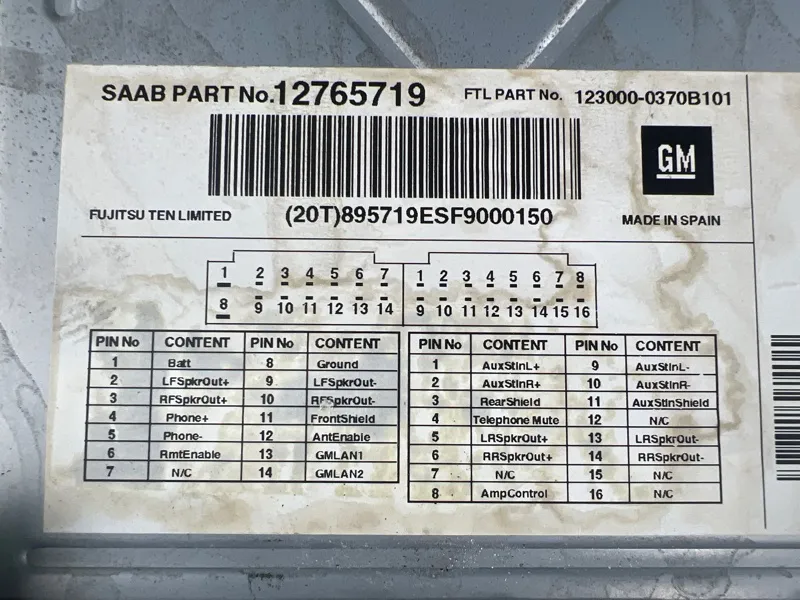 SAAB PART No.12765719 FTL PART No. 123000-0370B101
GM
FUJITSU TEN LIMITED (20T)895719ESF9000150 MADE IN SPAIN
1 2 3 4 5 6 7 1 2 3 4 5 6 7 8
8 9 10 11 12 13 14 9 10 11 12 13 14 15 16
PIN No CONTENT PIN No CONTENT
1 Batt 8 Ground
2 LFSpkrOut+ 9 LFSpkrOut-
3 RFSpkrOut+ 10 RFSpkrOut-
4 Phone+ 11 FrontShield
5 Phone- 12 AntEnable
6 RmtEnable 13 GMLAN1
7 N/C 14 GMLAN2
PIN No CONTENT PIN No CONTENT
1 AuxStInL+ 9 AuxStInL-
2 AuxStInR+ 10 AuxStInR-
3 RearShield 11 AuxStInShield
4 Telephone Mute 12 N/C
5 LRSpkrOut+ 13 LRSpkrOut-
6 RRSpkrOut+ 14 RRSpkrOut-
7 N/C 15 N/C
8 AmpControl 16 N/C